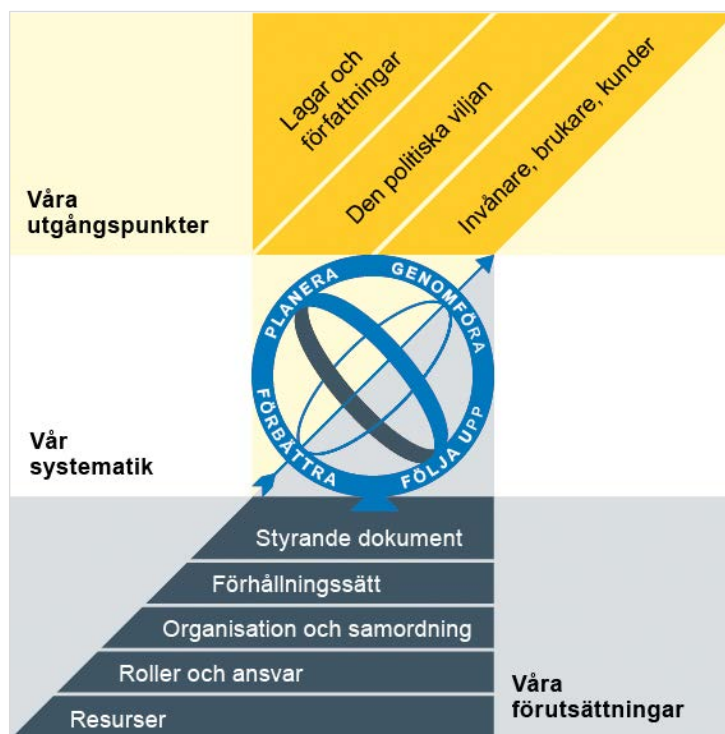 Lagar och
författningar
Den politiska viljan
Invånare, brukare, kunder
Våra
utgångspunkter
PLANERA
GENOMFÖRA
FÖRBÄTTRA
FÖLJA UPP
Vår
systematik
Styrande dokument
Förhållningssätt
Organisation och samordning
Roller och ansvar
Resurser
Våra
förutsättningar